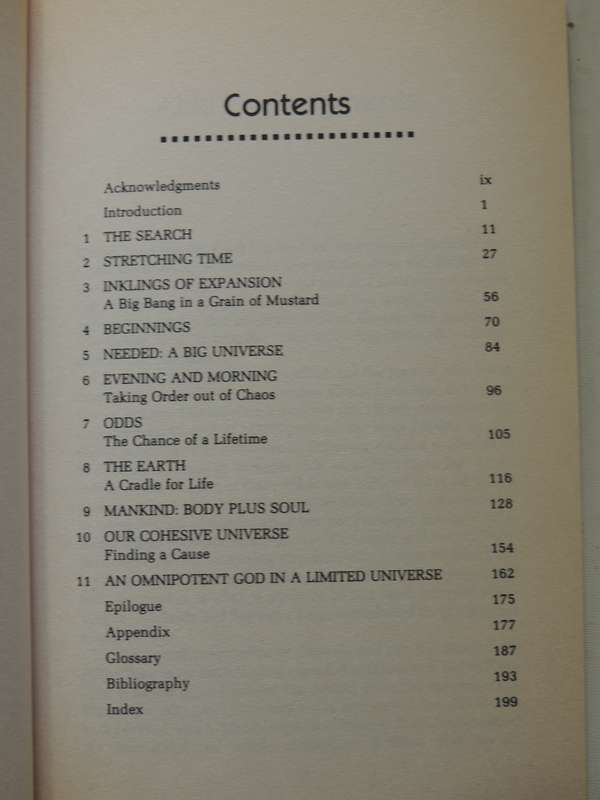 Contents
Acknowledgments ix
Introduction 1
1 THE SEARCH 11
2 STRETCHING TIME 27
3 INKLINGS OF EXPANSION
A Big Bang in a Grain of Mustard 56
4 BEGINNINGS 70
5 NEEDED: A BIG UNIVERSE 84
6 EVENING AND MORNING
Taking Order out of Chaos 96
7 ODDS
The Chance of a Lifetime 105
8 THE EARTH
A Cradle for Life 116
9 MANKIND: BODY PLUS SOUL 128
10 OUR COHESIVE UNIVERSE
Finding a Cause 154
11 AN OMNIPOTENT GOD IN A LIMITED UNIVERSE 162
Epilogue 175
Appendix 177
Glossary 187
Bibliography 193
Index 199